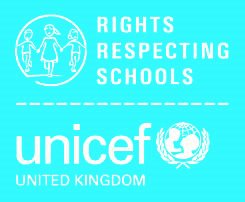 RIGHTS
RESPECTING
SCHOOLS
unicef
UNITED KINGDOM